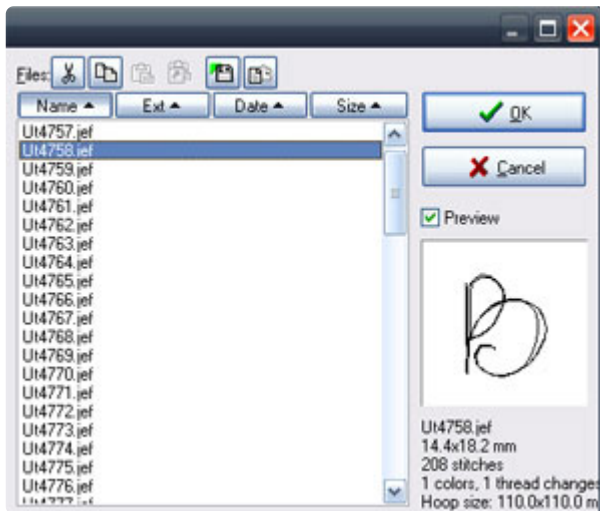 Files:
Name Ext Date Size
OK
Cancel
Preview
Ut4757.jef
Ut4758.jef
Ut4759.jef
Ut4760.jef
Ut4761.jef
Ut4762.jef
Ut4763.jef
Ut4764.jef
Ut4765.jef
Ut4766.jef
Ut4767.jef
Ut4768.jef
Ut4769.jef
Ut4770.jef
Ut4771.jef
Ut4772.jef
Ut4773.jef
Ut4774.jef
Ut4775.jef
Ut4776.jef
Ut4777.jef
B
Ut4758.jef
14.4x18.2 mm
208 stitches
1 colors, 1 thread changes
Hoop size: 110.0x110.0 m